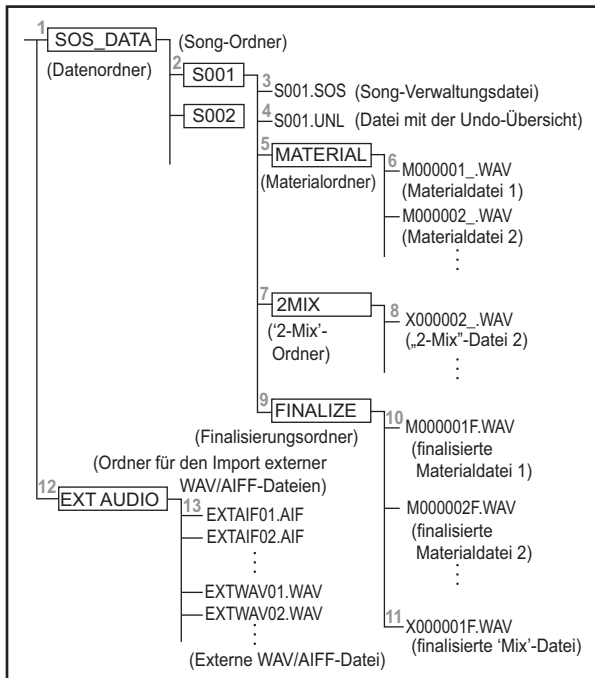 1 SOS_DATA (Song-Ordner)
(Datenordner)
2 S001
3 S001.SOS (Song-Verwaltungsdatei)
S002
4 S001.UNL (Datei mit der Undo-Übersicht)
5 MATERIAL
(Materialordner)
6 M000001_.WAV
(Materialdatei 1)
M000002_.WAV
(Materialdatei 2)
7 2MIX
('2-Mix'-
Ordner)
8 X000002_.WAV
(„2-Mix"-Datei 2)
9 FINALIZE
(Finalisierungsordner)
10 M000001F.WAV
(finalisierte
Materialdatei 1)
M000002F.WAV
(finalisierte
Materialdatei 2)
11 X000001F.WAV
(finalisierte 'Mix'-Datei)
(Ordner für den Import externer
WAV/AIFF-Dateien)
12 EXT AUDIO
13 EXTAIF01.AIF
EXTAIF02.AIF
EXTWAV01.WAV
EXTWAV02.WAV
(Externe WAV/AIFF-Datei)